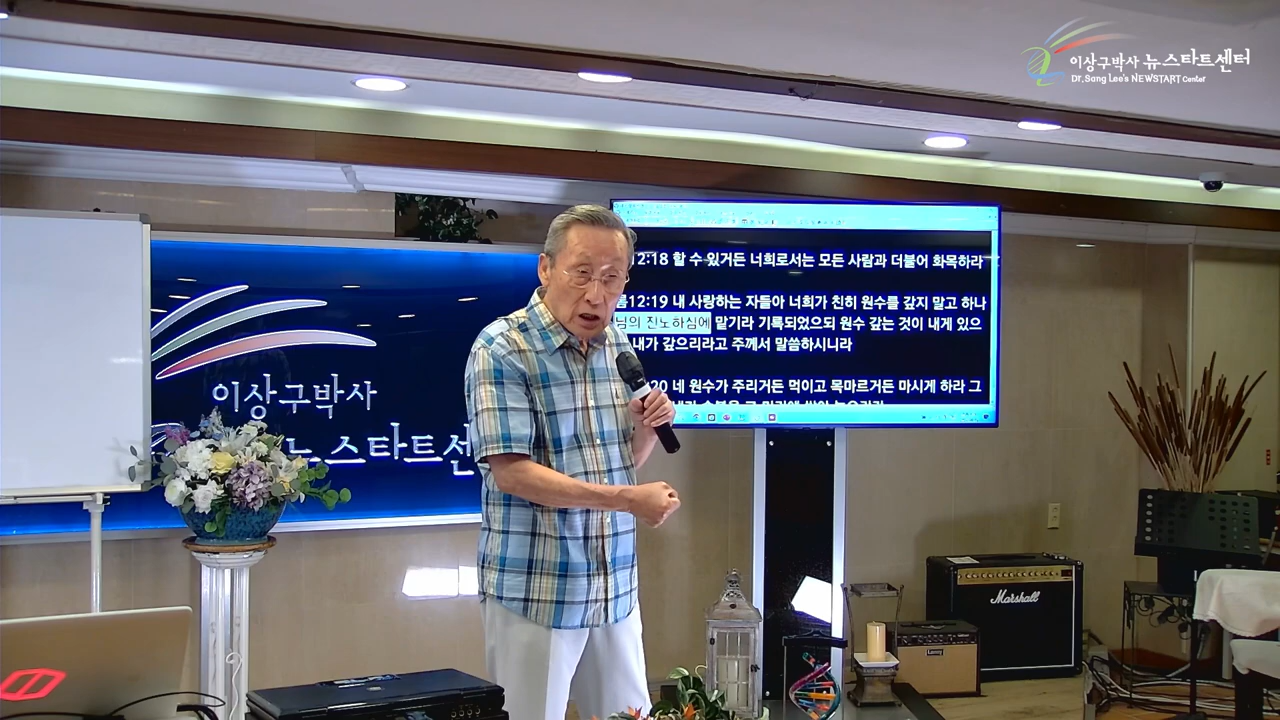 이상구박사 뉴스타트센터
Dr. Sang Lee's NEWSTART Center
12:18 할 수 있거든 너희로서는 모든 사람과 더불어 화목하라
롬12:19 내 사랑하는 자들아 너희가 친히 원수를 갚지 말고 하나
님의 진노하심에 맡기라 기록되었으되 원수 갚는 것이 내게 있으
내가 갚으리라고 주께서 말씀하시니라
20 네 원수가 주리거든 먹이고 목마르거든 마시게 하라 그
이상구박사
뉴스타트센
Marshall
Laney